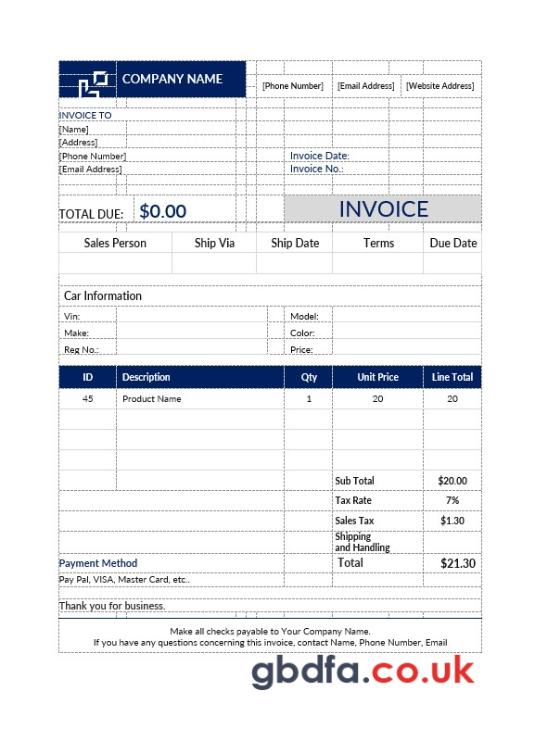 COMPANY NAME
[Phone Number] [Email Address] [Website Address]
INVOICE TO
[Name]
[Address]
[Phone Number]
[Email Address]
Invoice Date:
Invoice No.:
TOTAL DUE: $0.00
INVOICE
Sales Person Ship Via Ship Date Terms Due Date
Car Information
Vin: Model:
Make: Color:
Reg No.: Price:
ID Description Qty Unit Price Line Total
45 Product Name 1 20 20
Sub Total $20.00
Tax Rate 7%
Sales Tax $1.30
Shipping
and Handling
Payment Method Total $21.30
Pay Pal, VISA, Master Card, etc..
Thank you for business.
Make all checks payable to Your Company Name.
If you have any questions concerning this invoice, contact Name, Phone Number, Email
gbdfa.co.uk